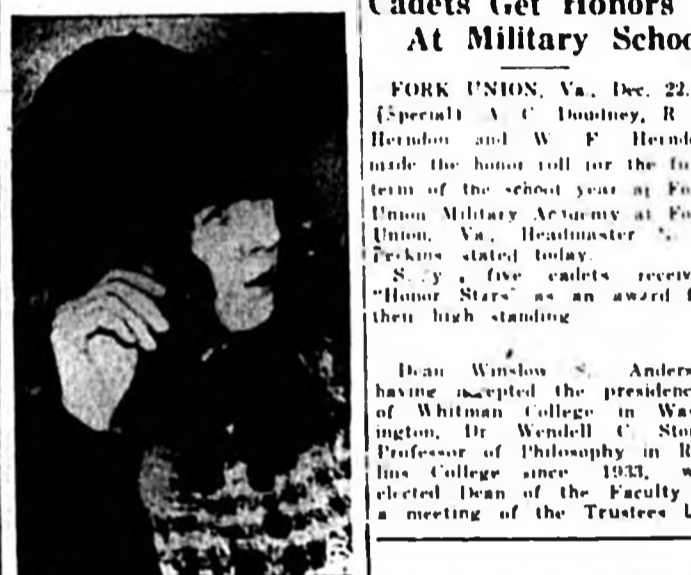 Cadets Get Honors
At Military Schoo
FORK UNION, Va., Dec. 22.
(Special) A C Doudney, R
Herndon and W F Hernd
made the honor roll for the
term of the school year at Fo
Union Military Academy at Fo
Union, Va., Headmaster
Perkins stated today.
five cadets receiv
"Honor Stars" as an award f
their high standing
Dean Winslow S. Anders
having accepted the presidenc
of Whitman College in Was
ington, Dr Wendell C Sto
Professor of Philosophy in R
lins College since 1933, w
elected Dean of the Faculty
a meeting of the Trustees